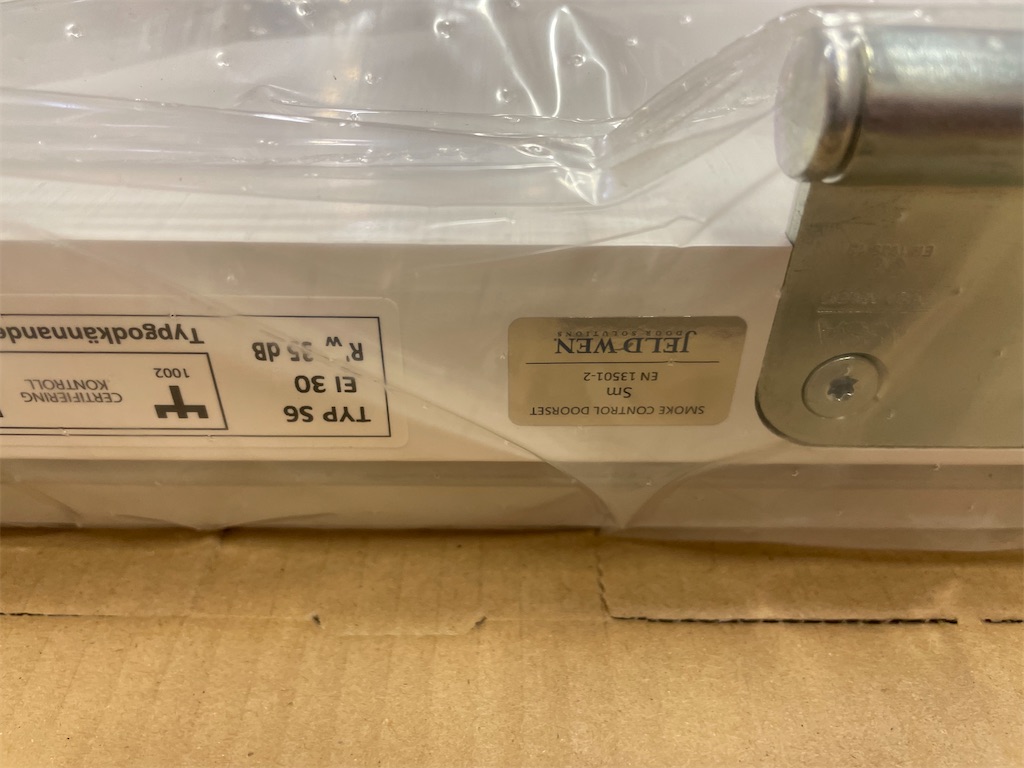 TYP S6
EI 30
R'w 35 dB
CERTIFIERING
KONTROLL
1002
Typgodkännande
SMOKE CONTROL DOORSET
Sm
EN 13501-2
JELD-WEN
DOOR SOLUTIONS